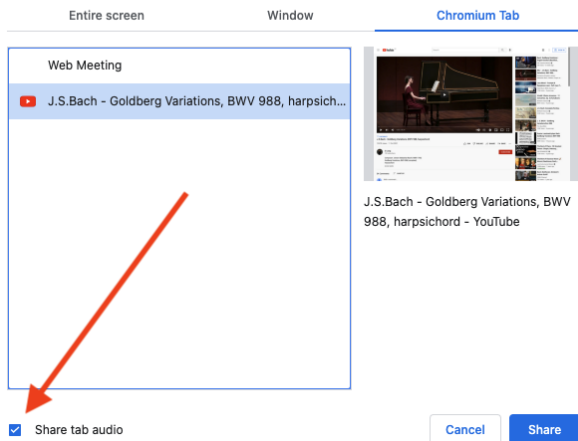 Entire screen
Window
Chromium Tab
Web Meeting
J.S.Bach - Goldberg Variations, BWV 988, harpsich...
J.S.Bach - Goldberg Variations, BWV
988, harpsichord - YouTube
Share tab audio
Cancel
Share